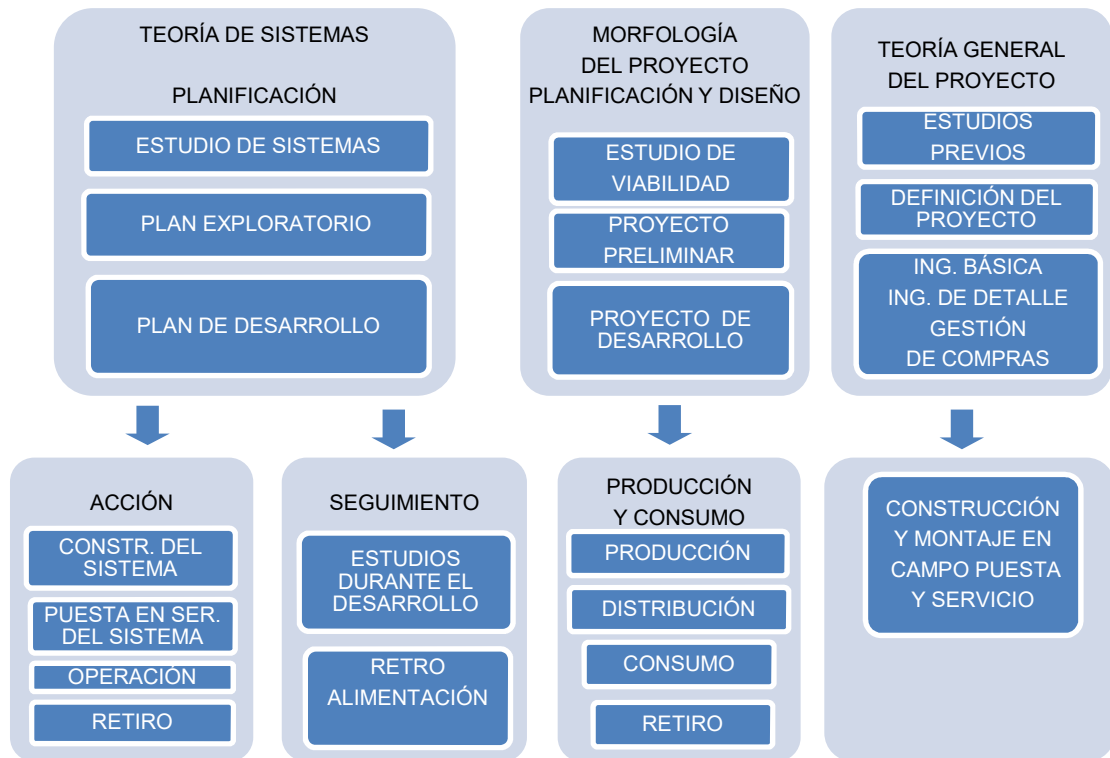 TEORÍA DE SISTEMAS
PLANIFICACIÓN
ESTUDIO DE SISTEMAS
PLAN EXPLORATORIO
PLAN DE DESARROLLO
MORFOLOGÍA
DEL PROYECTO
PLANIFICACIÓN Y DISEÑO
ESTUDIO DE
VIABILIDAD
PROYECTO
PRELIMINAR
PROYECTO DE
DESARROLLO
TEORÍA GENERAL
DEL PROYECTO
ESTUDIOS
PREVIOS
DEFINICIÓN DEL
PROYECTO
ING. BÁSICA
ING. DE DETALLE
GESTIÓN
DE COMPRAS
ACCIÓN
CONSTR. DEL
SISTEMA
PUESTA EN SER.
DEL SISTEMA
OPERACIÓN
RETIRO
SEGUIMIENTO
ESTUDIOS
DURANTE EL
DESARROLLO
RETRO
ALIMENTACIÓN
PRODUCCIÓN
Y CONSUMO
PRODUCCIÓN
DISTRIBUCIÓN
CONSUMO
RETIRO
CONSTRUCCIÓN
Y MONTAJE EN
CAMPO PUESTA
Y SERVICIO